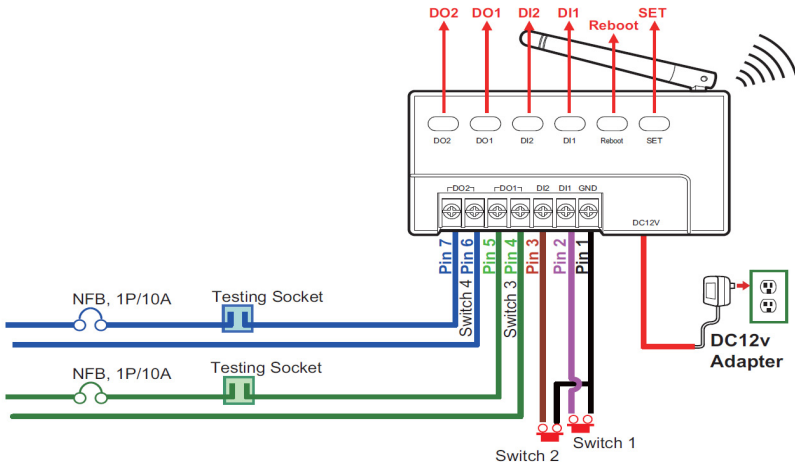 DO2 DO1 DI2 DI1 Reboot SET
DO2 DO1 DI2 DI1 Reboot SET
DO2 DO1 DI2 DI1 GND
DC12V
Pin 7 Pin 6 Pin 5 Pin 4 Pin 3 Pin 2 Pin 1
Switch 4 Switch 3
NFB, 1P/10A Testing Socket
DC12v
Adapter
NFB, 1P/10A Testing Socket
Switch 1
Switch 2